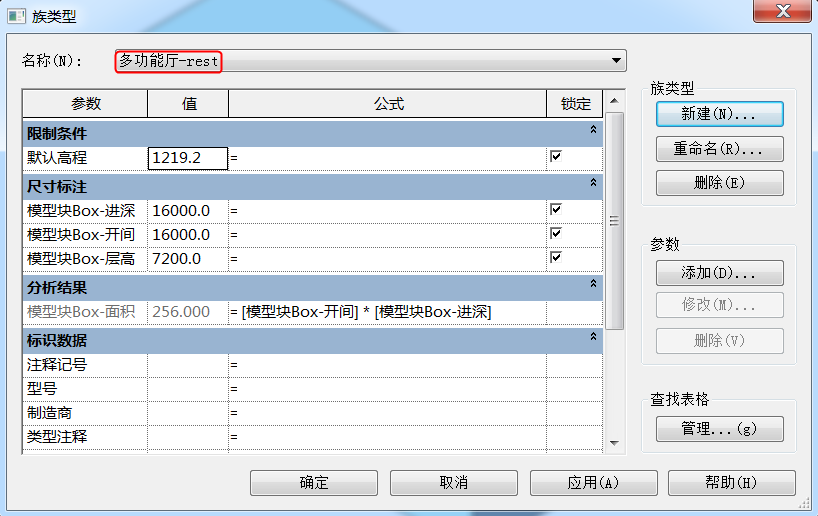 族类型
名称(N):
多功能厅-rest
参数 值 公式 锁定
限制条件
默认高程 1219.2 =
尺寸标注
模型块Box-进深 16000.0 =
模型块Box-开间 16000.0 =
模型块Box-层高 7200.0 =
分析结果
模型块Box-面积 256.000 = [模型块Box-开间] * [模型块Box-进深]
标识数据
注释记号 =
型号 =
制造商 =
类型注释 =
族类型
新建(N)...
重命名(R)...
删除(E)
参数
添加(D)...
修改(M)...
删除(V)
查找表格
管理...(g)
确定 取消 应用(A) 帮助(H)